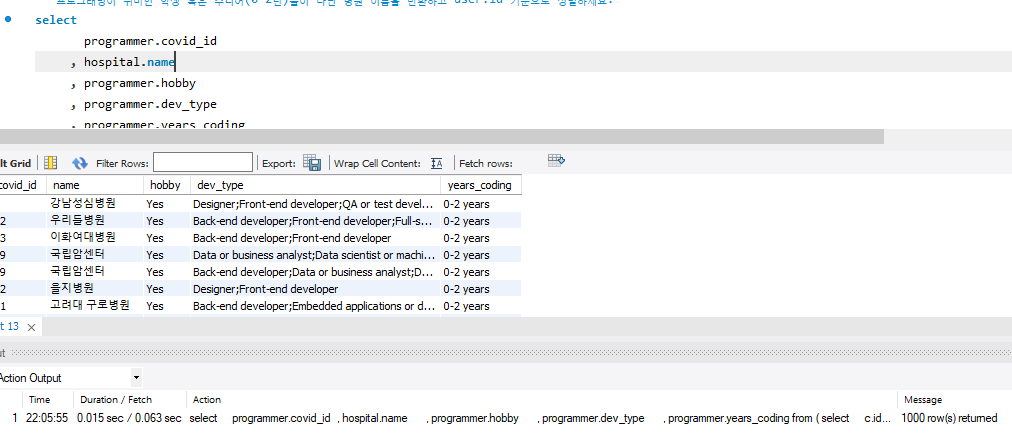 프로그래밍이 취미인 학생 혹은 주니어(0-2년)들이 다닌 병원 이름을 반환하고 user.id 기준으로 정렬하세요.
select
programmer.covid_id
, hospital.name
, programmer.hobby
, programmer.dev_type
, programmer.years_coding
lt Grid Filter Rows: Export: Wrap Cell Content: Fetch rows:
covid_id name hobby dev_type years_coding
강남성심병원 Yes Designer;Front-end developer;QA or test devel... 0-2 years
2 우리들병원 Yes Back-end developer;Front-end developer;Full-s... 0-2 years
3 이화여대병원 Yes Back-end developer;Front-end developer 0-2 years
9 국립암센터 Yes Data or business analyst;Data scientist or machi... 0-2 years
9 국립암센터 Yes Back-end developer;Data or business analyst;D... 0-2 years
2 을지병원 Yes Designer;Front-end developer 0-2 years
1 고려대 구로병원 Yes Back-end developer;Embedded applications or d... 0-2 years
t 13
ut
Action Output
Time Duration / Fetch Action Message
1 22:05:55 0.015 sec / 0.063 sec select programmer.covid_id , hospital.name , programmer.hobby , programmer.dev_type , programmer.years_coding from ( select c.id... 1000 row(s) returned